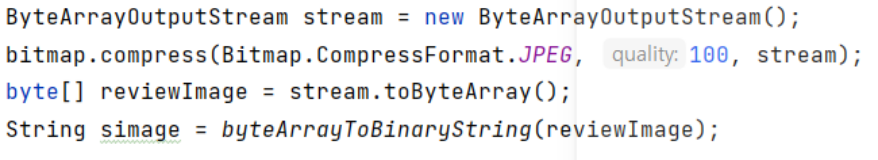 ByteArrayOutputStream stream = new ByteArrayOutputStream();
bitmap.compress(Bitmap.CompressFormat.JPEG, quality: 100, stream);
byte[] reviewImage = stream.toByteArray();
String simage = byteArrayToBinaryString(reviewImage);